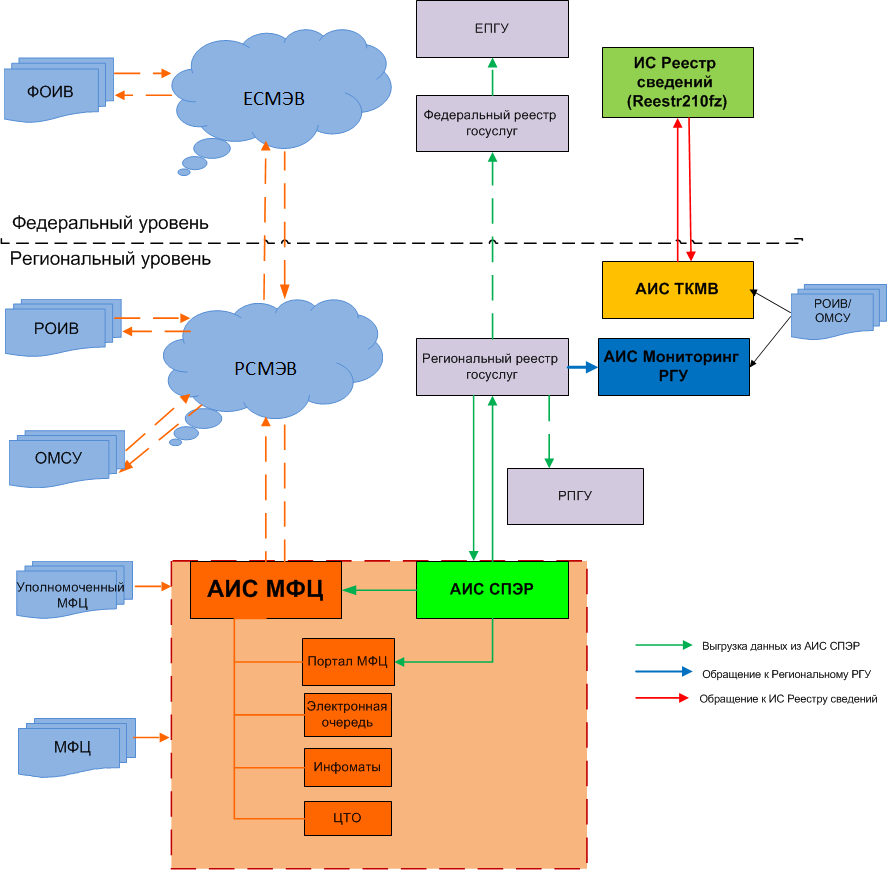 ЕПГУ
ФОИВ
ЕСМЭВ
ИС Реестр
сведений
(Reestr210fz)
Федеральный реестр
госуслуг
Федеральный уровень
Региональный уровень
АИС ТКМВ
РОИВ/
ОМСУ
РОИВ
РСМЭВ
Региональный реестр
госуслуг
АИС Мониторинг
РГУ
ОМСУ
РПГУ
Уполномоченный
МФЦ
АИС МФЦ
АИС СПЭР
Портал МФЦ
Электронная
очередь
МФЦ
Инфоматы
ЦТО
Выгрузка данных из АИС СПЭР
Обращение к Региональному РГУ
Обращение к ИС Реестру сведений